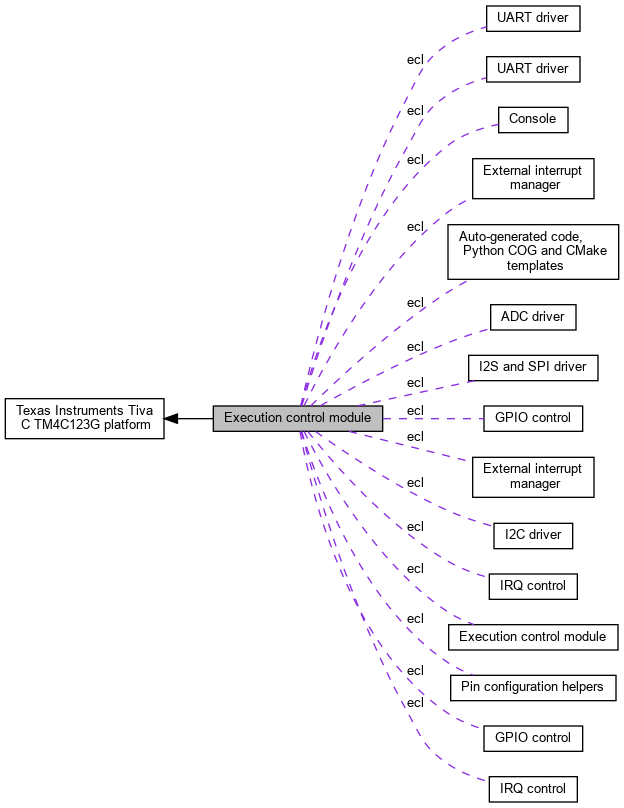 UART driver
ecl
UART driver
ecl
Console
ecl
External interrupt
manager
ecl
Auto-generated code,
Python COG and CMake
templates
ecl
ADC driver
ecl
I2S and SPI driver
ecl
Texas Instruments Tiva
C TM4C123G platform
Execution control module
ecl
GPIO control
ecl
External interrupt
manager
ecl
I2C driver
ecl
IRQ control
ecl
Execution control module
ecl
Pin configuration helpers
ecl
GPIO control
ecl
IRQ control